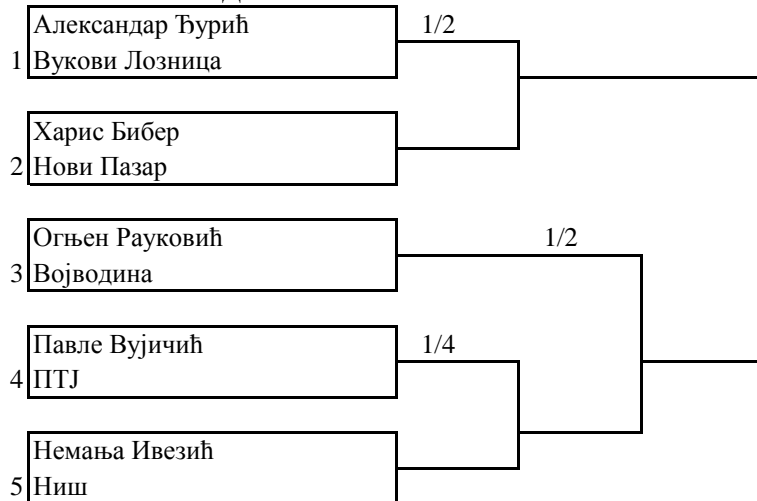 Александар Ђурић
1/2
1 Вукови Лозница
Харис Бибер
2 Нови Пазар
Огњен Рауковић
1/2
3 Војводина
Павле Вујичић
1/4
4 ПТЈ
Немања Ивезић
5 Ниш